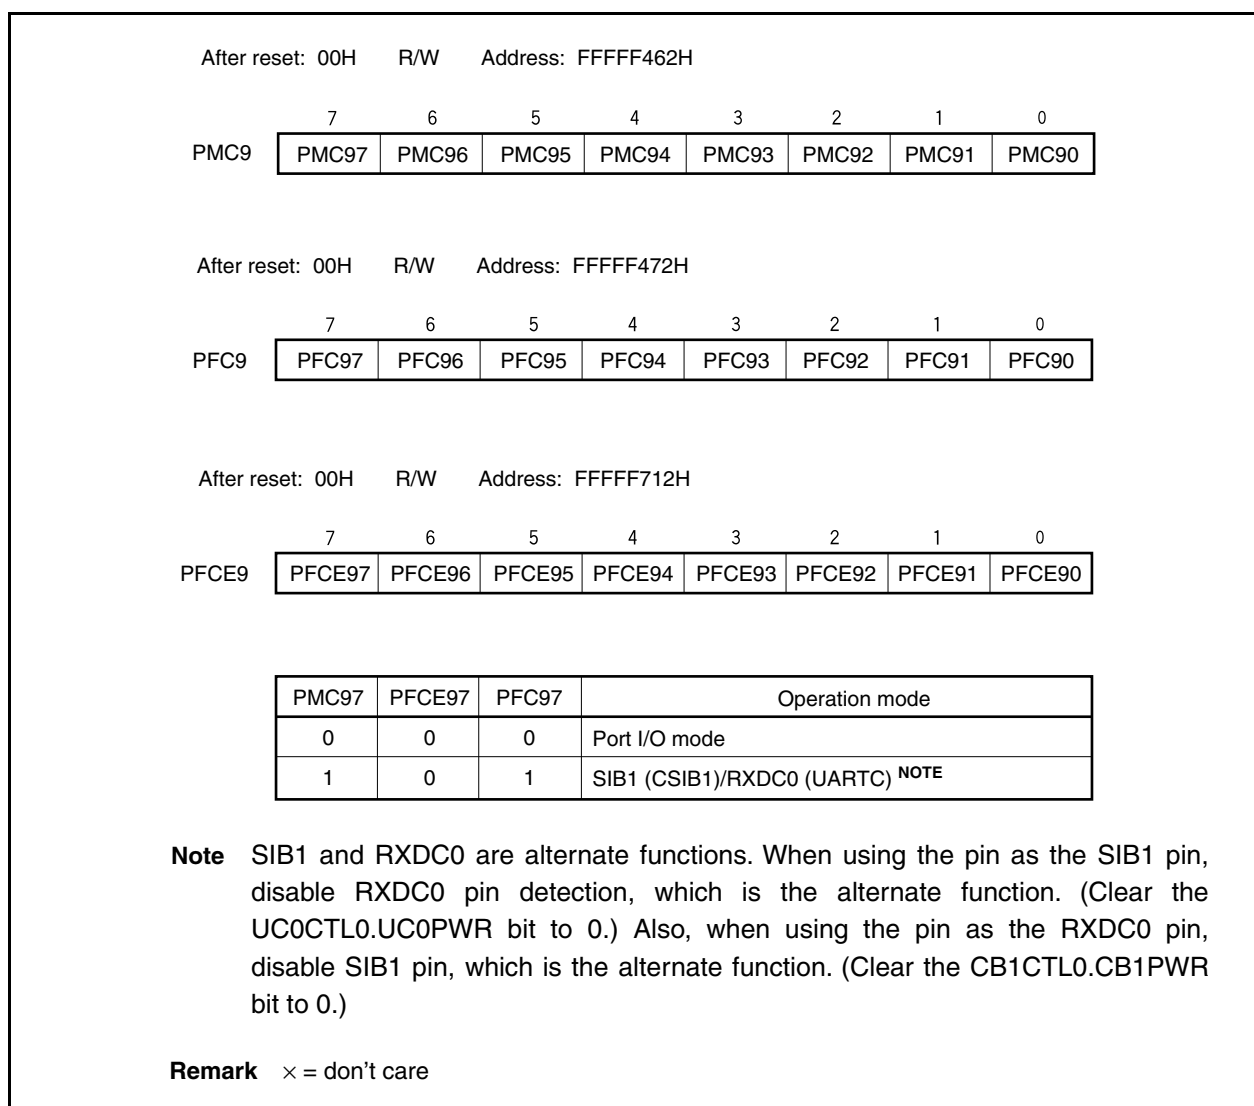 After reset: 00H R/W Address: FFFFF462H
7 6 5 4 3 2 1 0
PMC9 PMC97 PMC96 PMC95 PMC94 PMC93 PMC92 PMC91 PMC90
After reset: 00H R/W Address: FFFFF472H
7 6 5 4 3 2 1 0
PFC9 PFC97 PFC96 PFC95 PFC94 PFC93 PFC92 PFC91 PFC90
After reset: 00H R/W Address: FFFFF712H
7 6 5 4 3 2 1 0
PFCE9 PFCE97 PFCE96 PFCE95 PFCE94 PFCE93 PFCE92 PFCE91 PFCE90
PMC97 PFCE97 PFC97 Operation mode
0 0 0 Port I/O mode
1 0 1 SIB1 (CSIB1)/RXDC0 (UARTC) NOTE
Note SIB1 and RXDC0 are alternate functions. When using the pin as the SIB1 pin,
disable RXDC0 pin detection, which is the alternate function. (Clear the
UC0CTL0.UC0PWR bit to 0.) Also, when using the pin as the RXDC0 pin,
disable SIB1 pin, which is the alternate function. (Clear the CB1CTL0.CB1PWR
bit to 0.)
Remark × = don't care